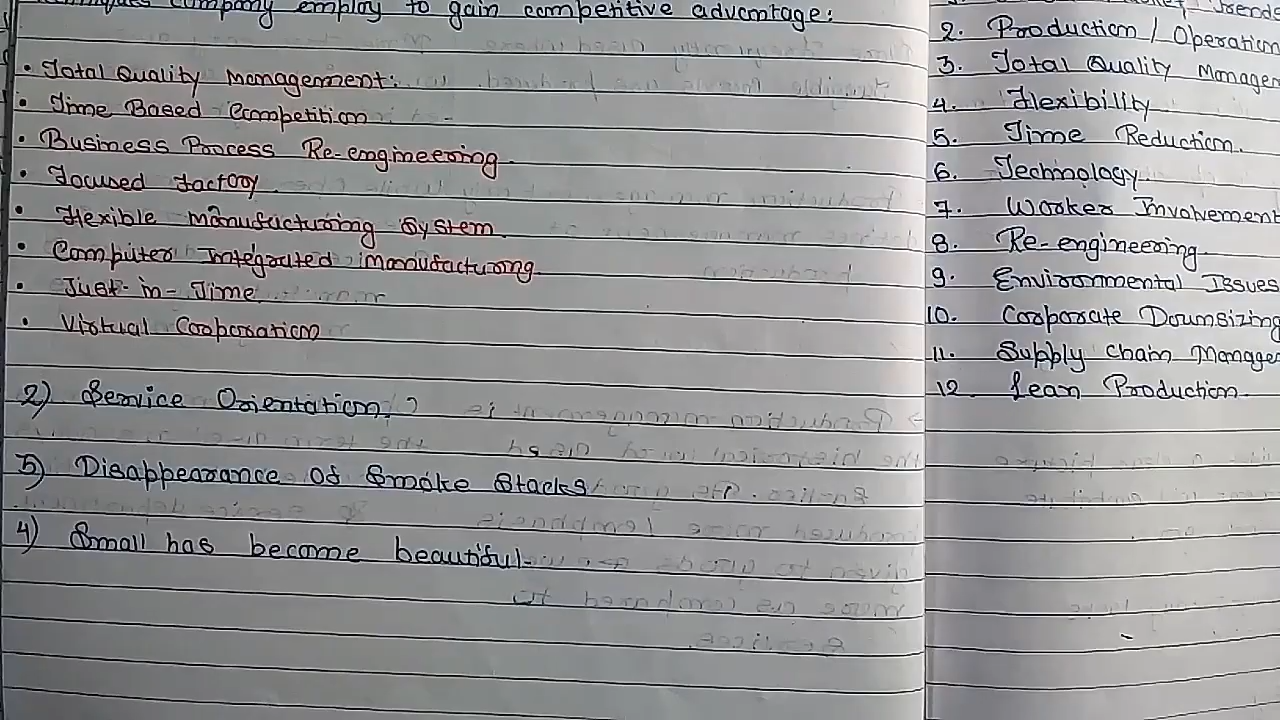 company employ to gain competitive advantage:
• Total Quality Management:
• Time Based Competition
• Business Process Re-engineering
• Focused factory
• Flexible manufacturing System
• Computer Integrated Manufacturing
• Just-in-Time
• Virtual Corporation
2) Service Orientation
3) Disappearance of Smoke Stacks
4) Small has become beautiful
2. Production / Operation
3. Total Quality Manage
4. Flexibility
5. Time Reduction.
6. Technology
7. Worker Involvement
8. Re-engineering
9. Environmental Issues
10. Corporate Downsizing
11. Supply Chain Manage
12. Lean Production